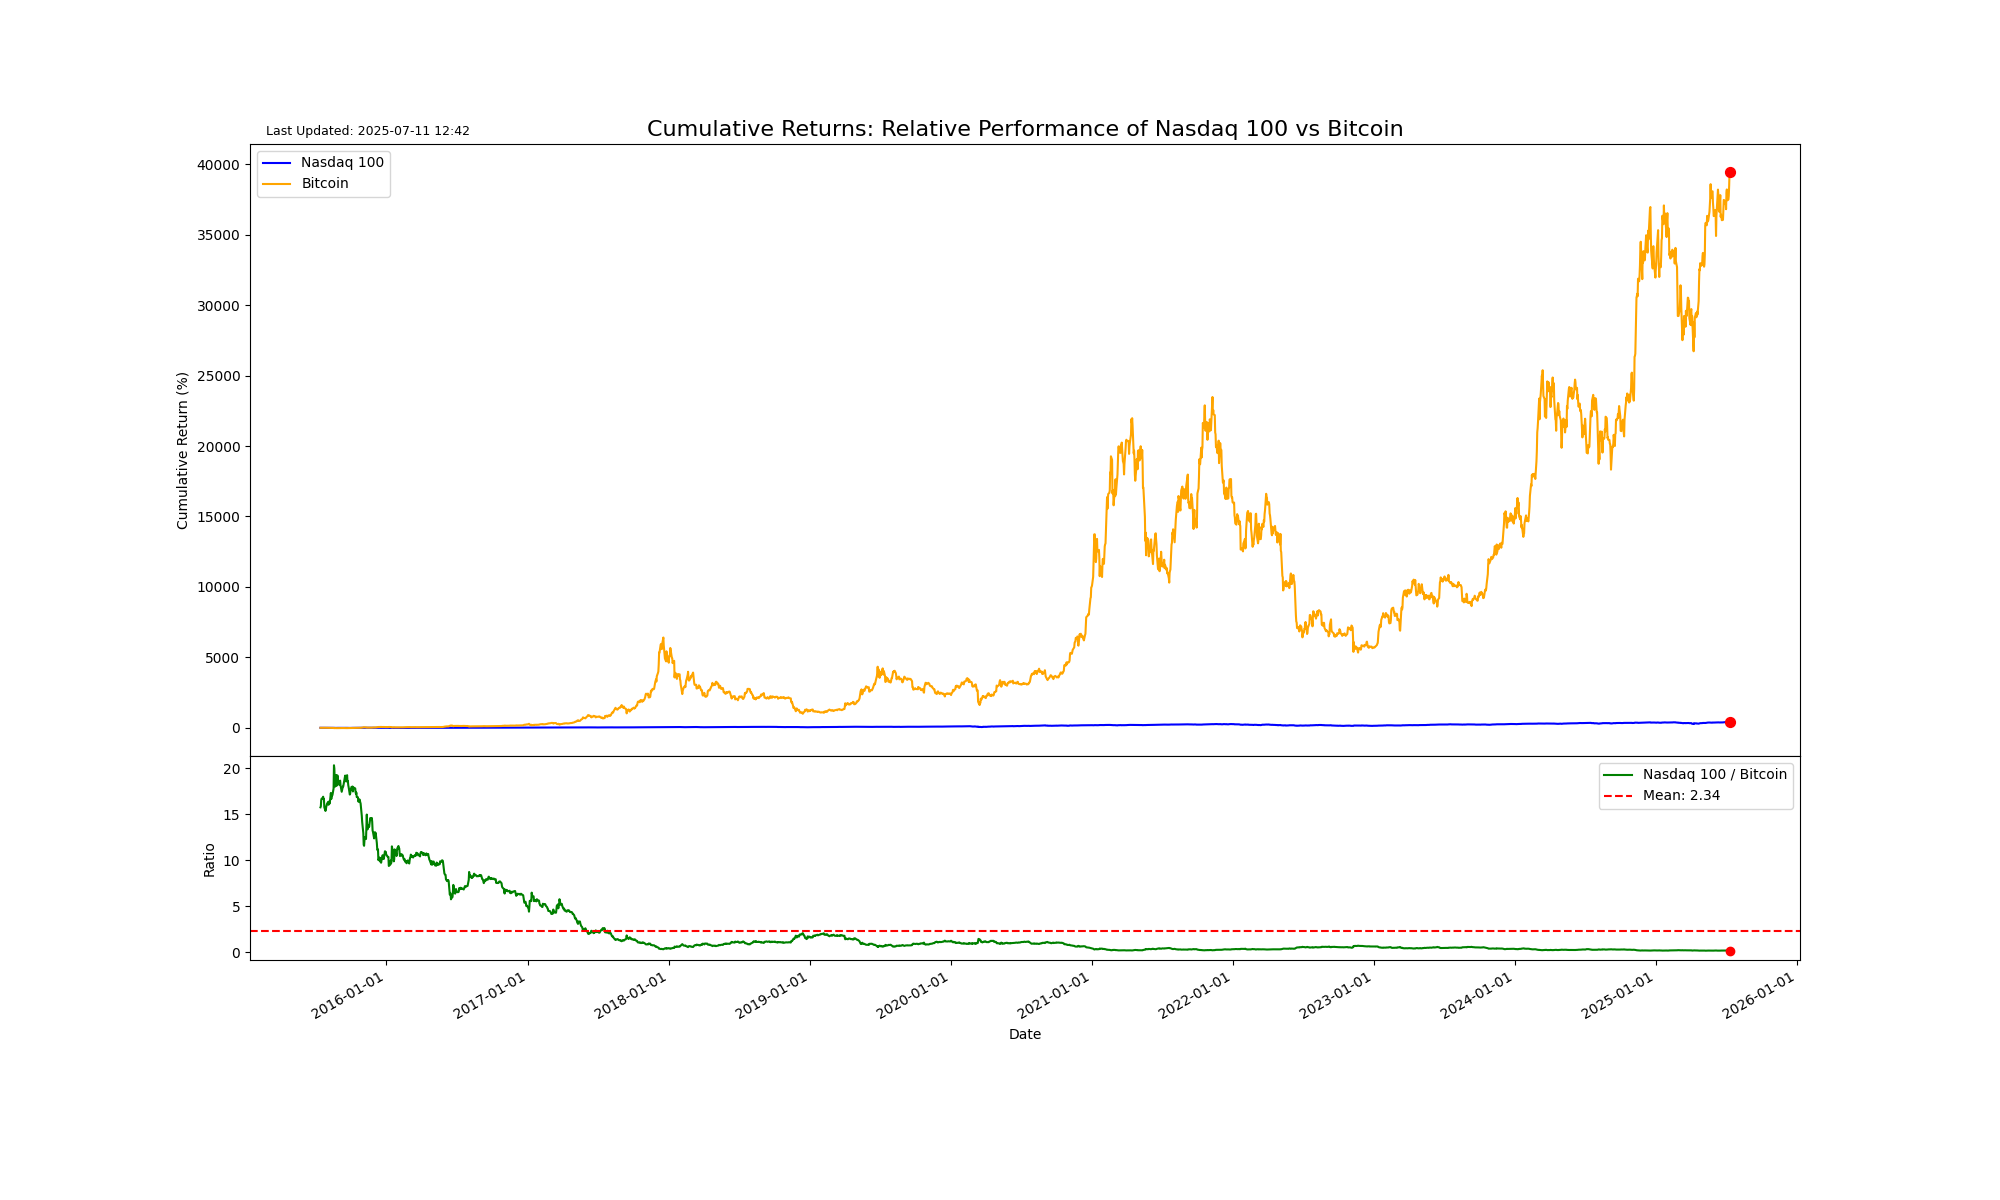 Last Updated: 2025-07-11 12:42
Cumulative Returns: Relative Performance of Nasdaq 100 vs Bitcoin
Nasdaq 100
Bitcoin
40000
35000
30000
25000
20000
15000
10000
5000
0
Cumulative Return (%)
Nasdaq 100 / Bitcoin
Mean: 2.34
20
15
10
5
0
Ratio
2016-01-01
2017-01-01
2018-01-01
2019-01-01
2020-01-01
2021-01-01
2022-01-01
2023-01-01
2024-01-01
2025-01-01
2026-01-01
Date